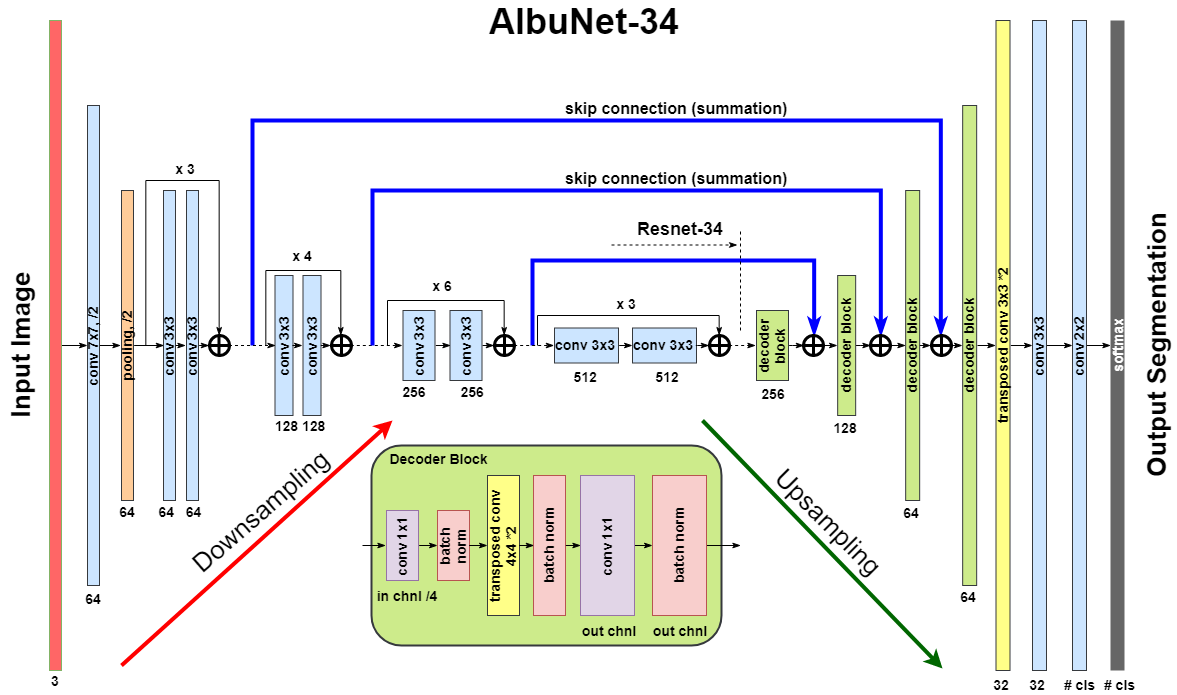 AlbuNet-34
skip connection (summation)
x 3
skip connection (summation)
Resnet-34
x 4
x 6
x 3
Input Image
conv 7x7, /2
pooling, /2
conv 3x3
conv 3x3
conv 3x3
conv 3x3
conv 3x3
conv 3x3
conv 3x3
conv 3x3
decoder
block
decoder block
decoder block
decoder block
transposed conv 3x3 *2
conv 3x3
conv 2x2
softmax
Output Segmentation
512
512
256
256
256
128
128
128
64
64
64
64
64
64
3
32
32
# cls
# cls
Downsampling
Upsampling
Decoder Block
conv 1x1
batch
norm
transposed conv
4x4 *2
batch norm
conv 1x1
batch norm
in chnl /4
out chnl
out chnl